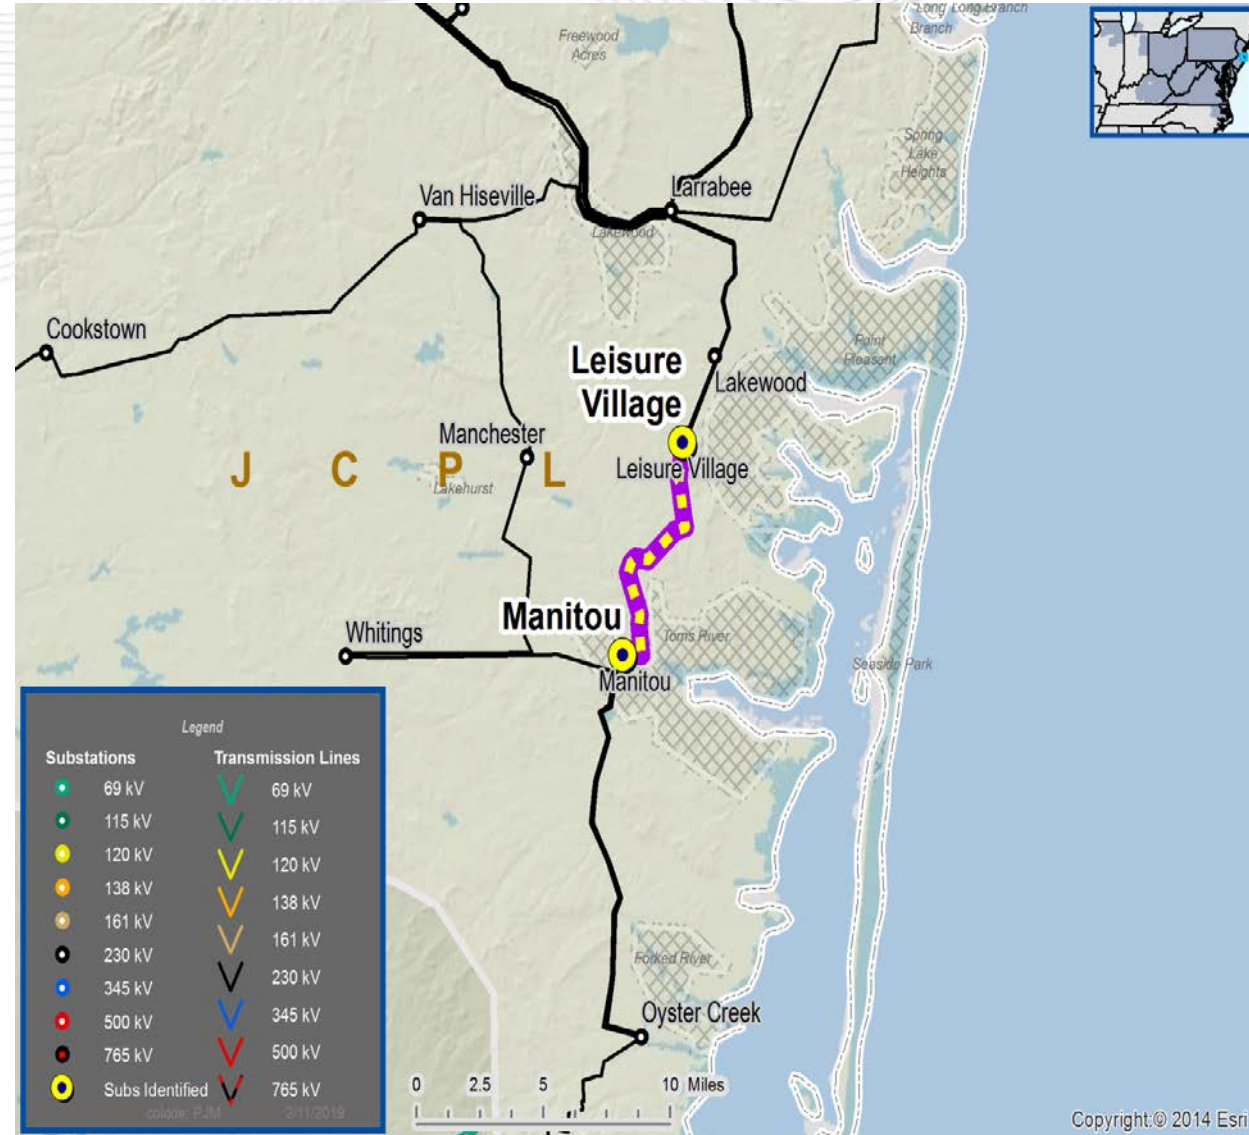 Long Long Branch
Branch
Freewood
Acres
Spring
Lake
Heights
Van Hiseville
Larrabee
Lakewood
Cookstown
Point
Pleasant
Leisure
Village
Lakewood
Manchester
Leisure Village
J C P L
Lakehurst
Manitou
Whitings
Toms River
Seaside Park
Manitou
Legend
Substations
Transmission Lines
69 kV
69 kV
115 kV
115 kV
120 kV
120 kV
138 kV
138 kV
161 kV
161 kV
230 kV
230 kV
345 kV
345 kV
500 kV
500 kV
765 kV
765 kV
Subs Identified
2/11/2019
Forked River
Oyster Creek
0 2.5 5 10 Miles
Copyright:© 2014 Esri